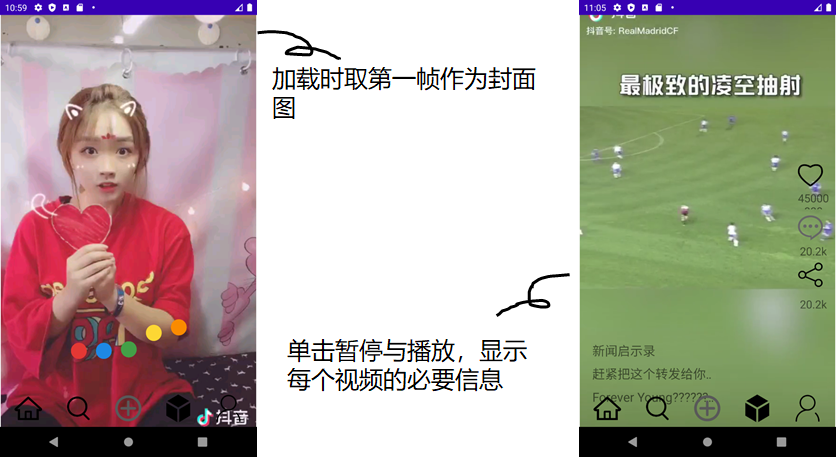 10:59
加载时取第一帧作为封面
图
抖音
单击暂停与播放，显示
每个视频的必要信息
11:05
抖音
抖音号: RealMadridCF
最极致的凌空抽射
45000
20.2k
20.2k
新闻启示录
赶紧把这个转发给你..
Forever Young??????..